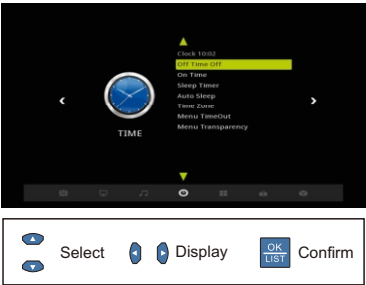 Clock 10:02
Off Time Off
On Time
Sleep Timer
Auto Sleep
Time Zone
Menu TimeOut
Menu Transparency
TIME
Select
Display
OK
LIST
Confirm